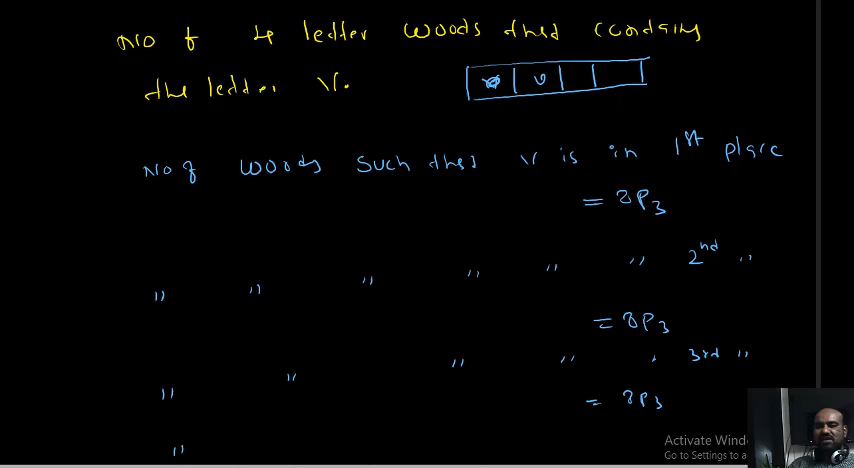 No of 4 letter words that contains
the letter V.
No of words such that V is in 1st place
= 8P3
" " " " " " 2nd "
= 8P3
" " " " " 3rd "
= 8P3
"
Activate Wind
Go to Settings to a